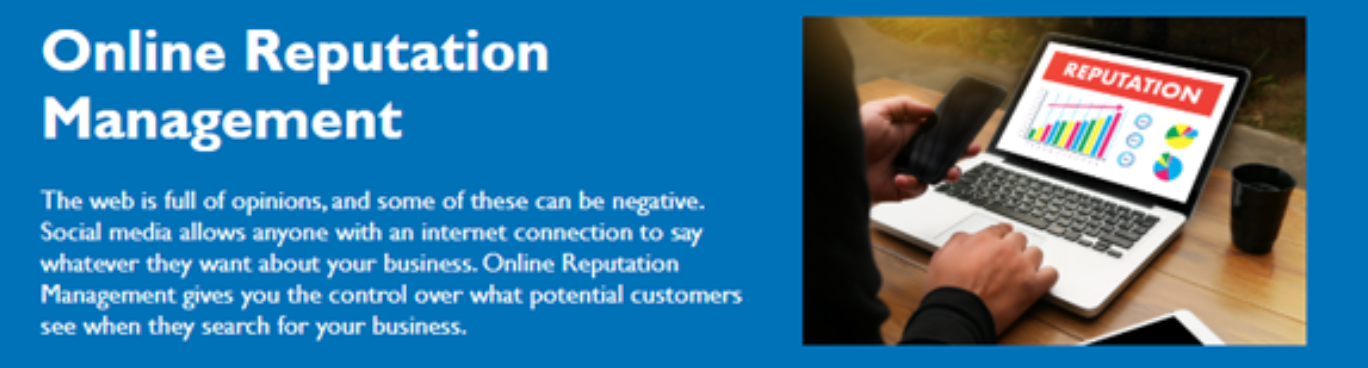 Online Reputation
Management
The web is full of opinions, and some of these can be negative.
Social media allows anyone with an internet connection to say
whatever they want about your business. Online Reputation
Management gives you the control over what potential customers
see when they search for your business.
REPUTATION